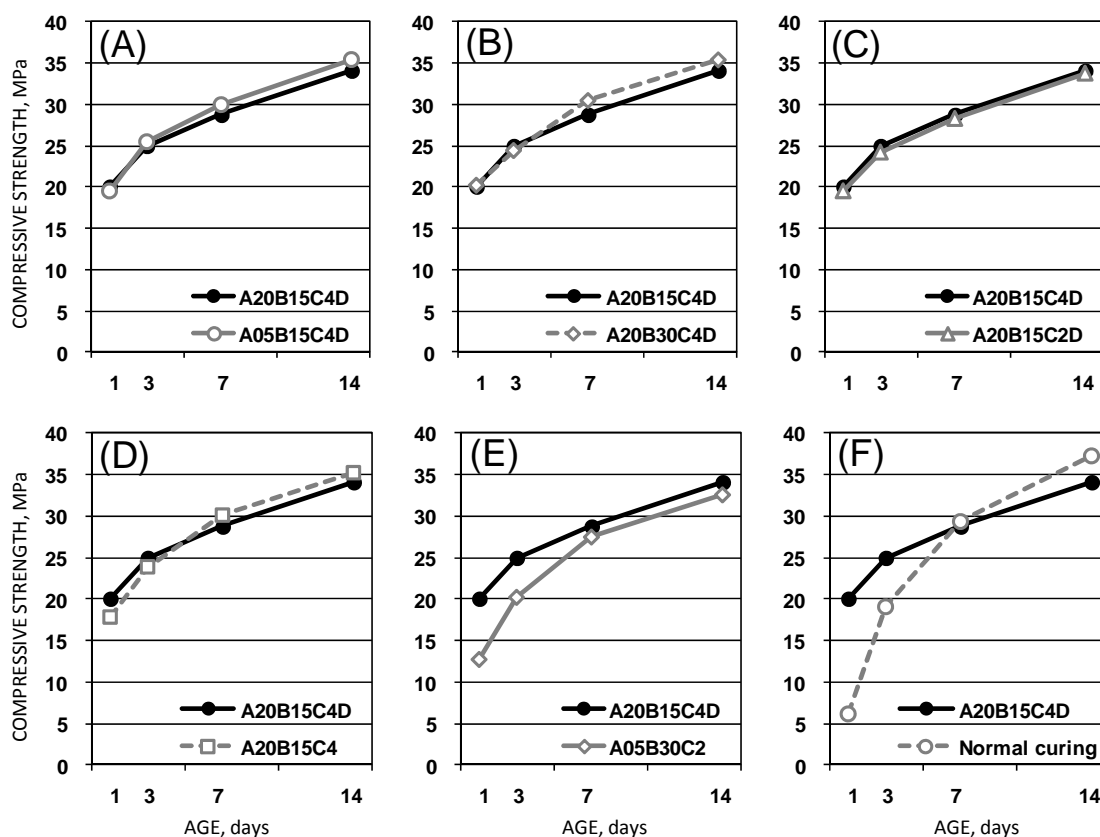 COMPRESSIVE STRENGTH, MPa
40
35
30
25
20
15
10
5
0
(A)
A20B15C4D
A05B15C4D
1 3 7 14
40
35
30
25
20
15
10
5
0
(B)
A20B15C4D
A20B30C4D
1 3 7 14
40
35
30
25
20
15
10
5
0
(C)
A20B15C4D
A20B15C2D
1 3 7 14
COMPRESSIVE STRENGTH, MPa
40
35
30
25
20
15
10
5
0
(D)
A20B15C4D
A20B15C4
1 3 7 14
AGE, days
40
35
30
25
20
15
10
5
0
(E)
A20B15C4D
A05B30C2
1 3 7 14
AGE, days
40
35
30
25
20
15
10
5
0
(F)
A20B15C4D
Normal curing
1 3 7 14
AGE, days